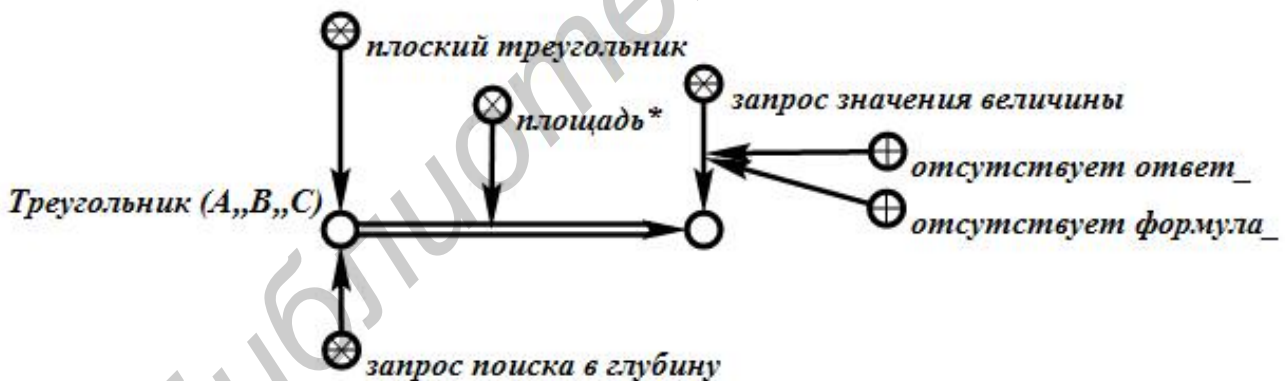 плоский треугольник
запрос значения величины
площадь*
отсутствует ответ_
Треугольник (A,,B,,C)
отсутствует формула_
запрос поиска в глубину